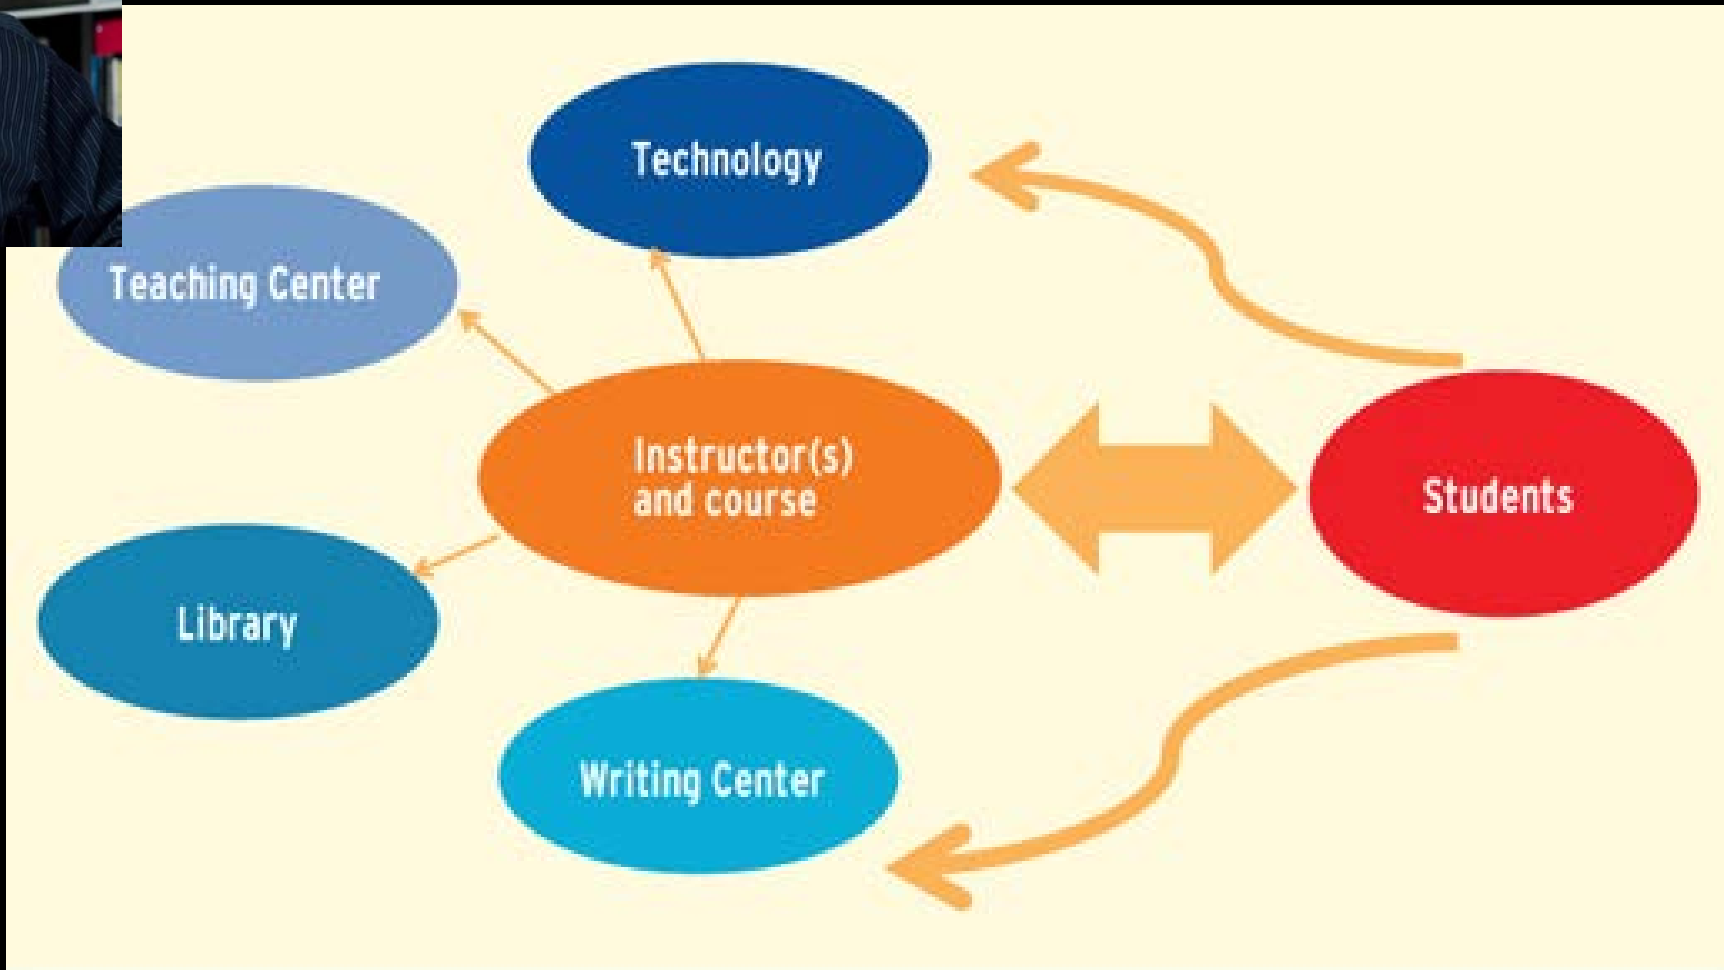 Technology
Teaching Center
Instructor(s)
and course
Students
Library
Writing Center